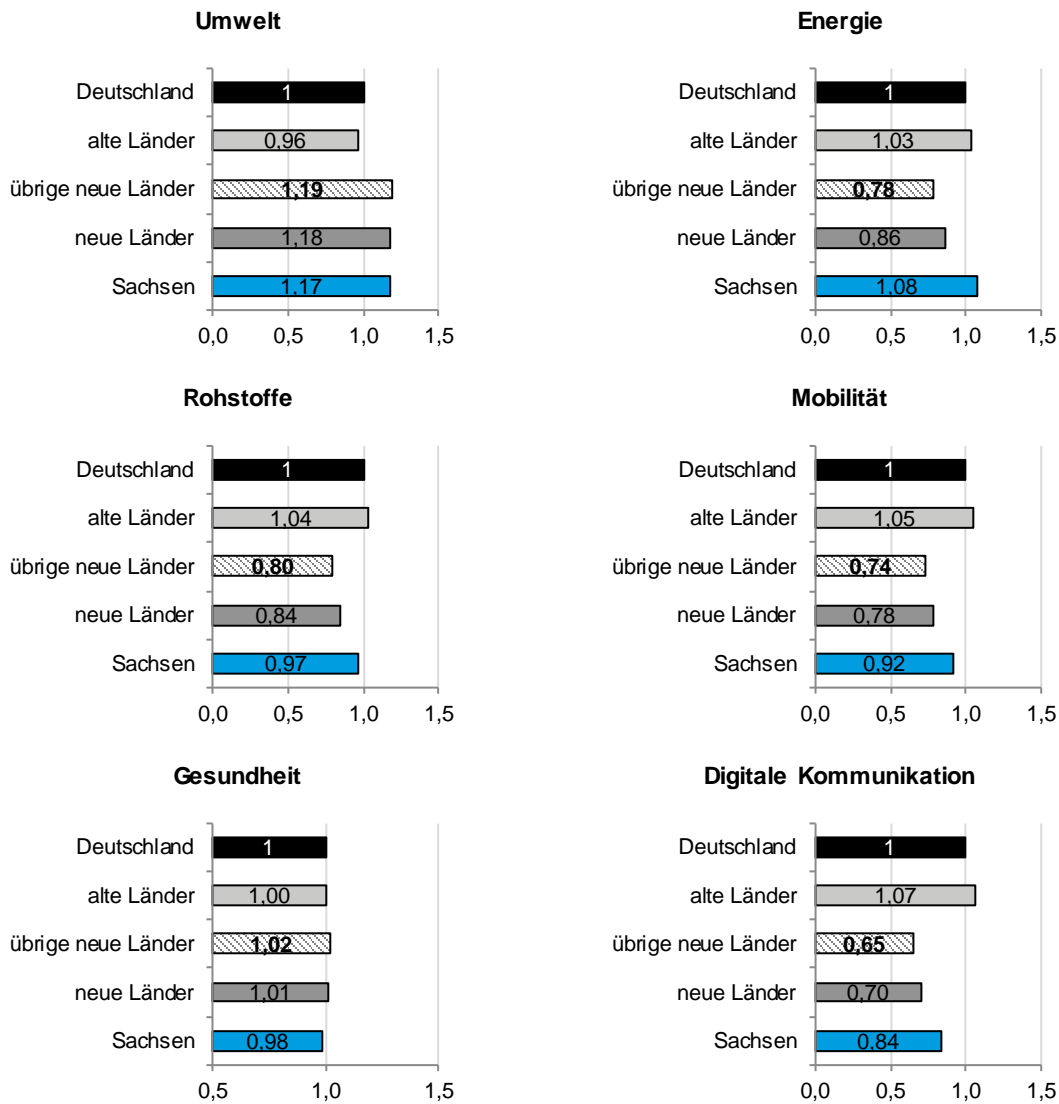 Umwelt
Deutschland 1
alte Länder 0,96
übrige neue Länder 1,19
neue Länder 1,18
Sachsen 1,17
0,0 0,5 1,0 1,5
Energie
Deutschland 1
alte Länder 1,03
übrige neue Länder 0,78
neue Länder 0,86
Sachsen 1,08
0,0 0,5 1,0 1,5
Rohstoffe
Deutschland 1
alte Länder 1,04
übrige neue Länder 0,80
neue Länder 0,84
Sachsen 0,97
0,0 0,5 1,0 1,5
Mobilität
Deutschland 1
alte Länder 1,05
übrige neue Länder 0,74
neue Länder 0,78
Sachsen 0,92
0,0 0,5 1,0 1,5
Gesundheit
Deutschland 1
alte Länder 1,00
übrige neue Länder 1,02
neue Länder 1,01
Sachsen 0,98
0,5 1,0 1,5
Digitale Kommunikation
Deutschland 1
alte Länder 1,07
übrige neue Länder 0,65
neue Länder 0,70
Sachsen 0,84
0,0 0,5 1,0 1,5